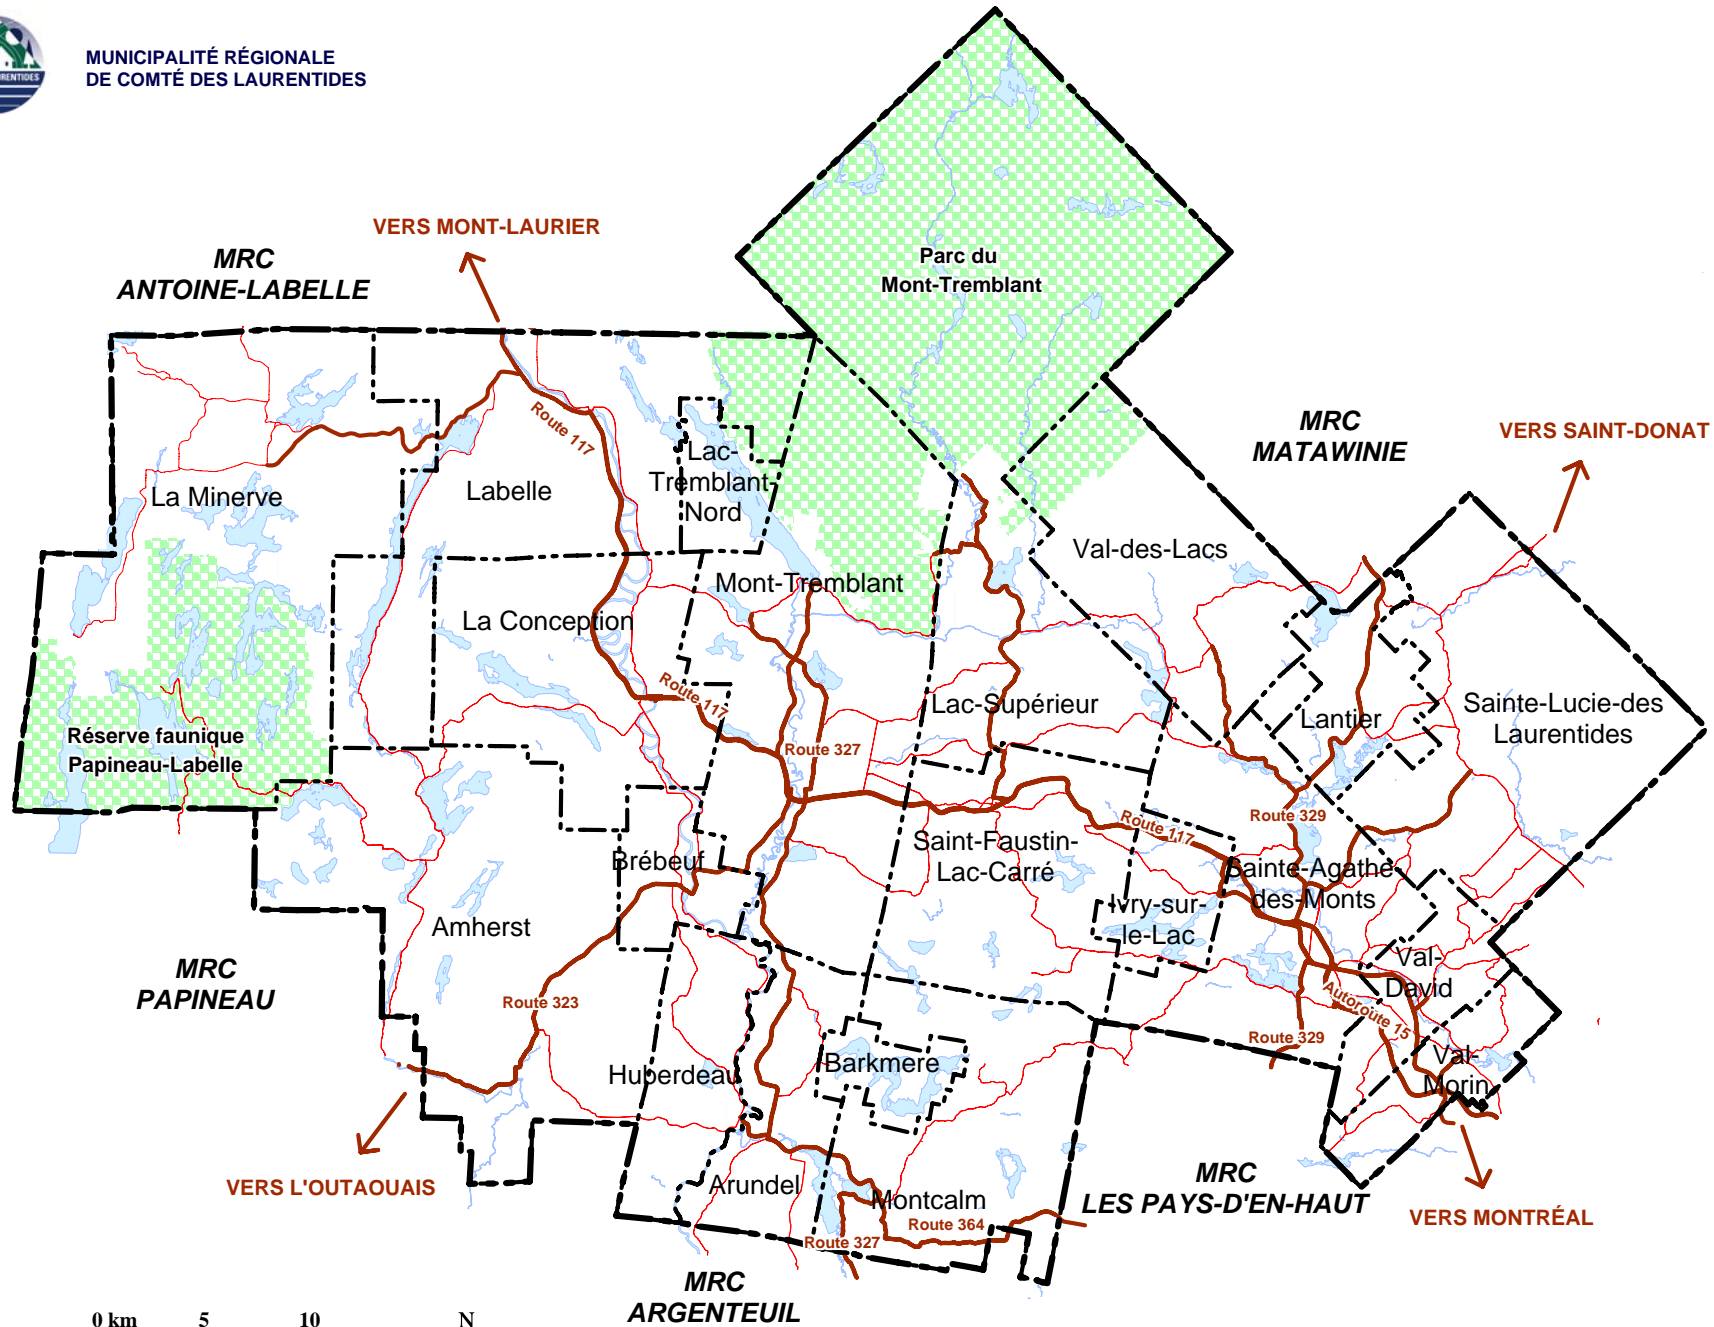 MUNICIPALITÉ RÉGIONALE
DE COMTÉ DES LAURENTIDES
VERS MONT-LAURIER
MRC
ANTOINE-LABELLE
Parc du
Mont-Tremblant
MRC
MATAWINIE
VERS SAINT-DONAT
Route 117
Lac-
Tremblant-
Nord
La Minerve
Labelle
Val-des-Lacs
Mont-Tremblant
La Conception
Route 117
Lac-Supérieur
Lantier
Sainte-Lucie-des
Laurentides
Réserve faunique
Papineau-Labelle
Route 327
Route 329
Route 117
Saint-Faustin-
Lac-Carré
Brébeuf
Sainte-Agathe-
des-Monts
Ivry-sur-
le-Lac
Amherst
Val-
David
MRC
PAPINEAU
Route 323
Autoroute 15
Route 329
Barkmere
Huberdeau
Val-
Morin
VERS L'OUTAOUAIS
Arundel
Montcalm
MRC
LES PAYS-D'EN-HAUT
VERS MONTRÉAL
Route 364
Route 327
MRC
ARGENTEUIL
0 km 5 10 N